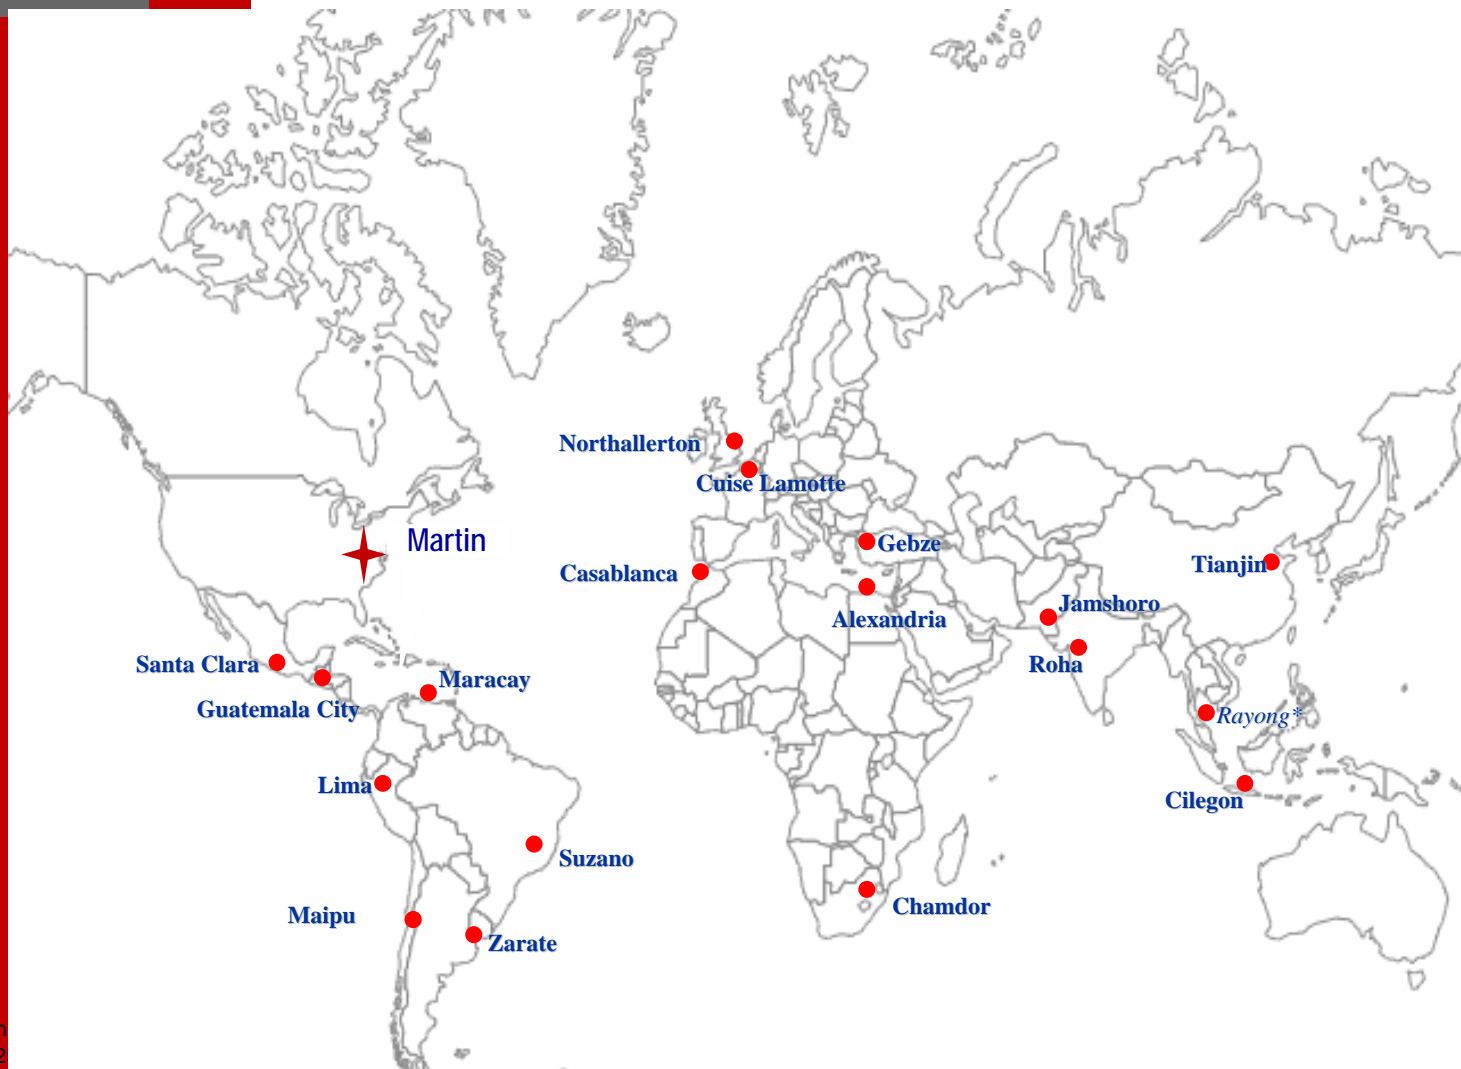 Northallerton
Cuise Lamotte
Martin
Gebze
Casablanca
Tianjin
Alexandria
Jamshoro
Santa Clara
Roha
Maracay
Guatemala City
Rayong*
Lima
Cilegon
Suzano
Maipu
Chamdor
Zarate
n
2